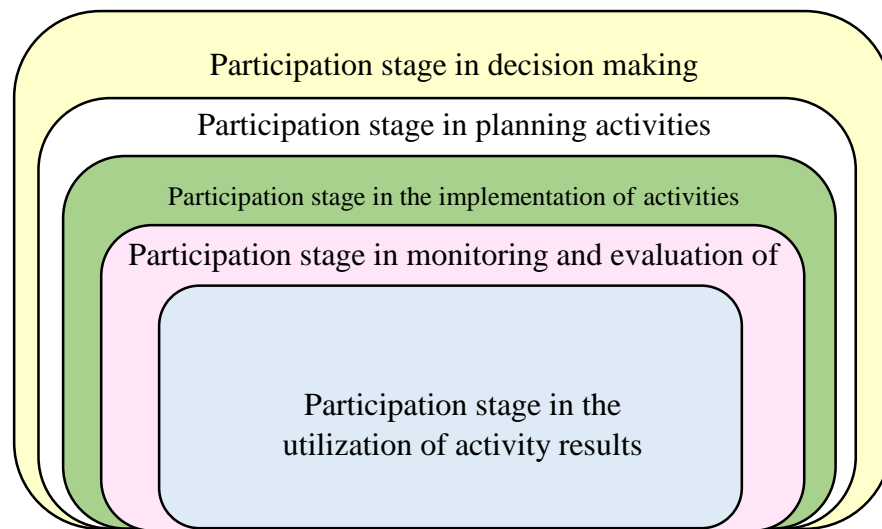 Participation stage in decision making
Participation stage in planning activities
Participation stage in the implementation of activities
Participation stage in monitoring and evaluation of
Participation stage in the
utilization of activity results